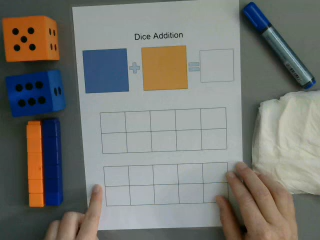 Dice Addition
+ =